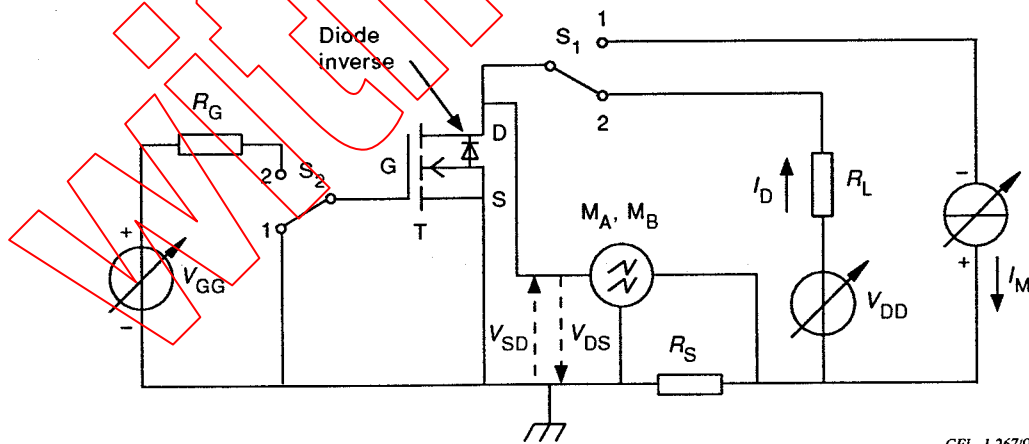 Diode
inverse
S1
1
2
RG
2
S2
1
G
D
S
T
MA, MB
ID
RL
-
+
IM
+
VGG
-
VSD
VDS
RS
VDD